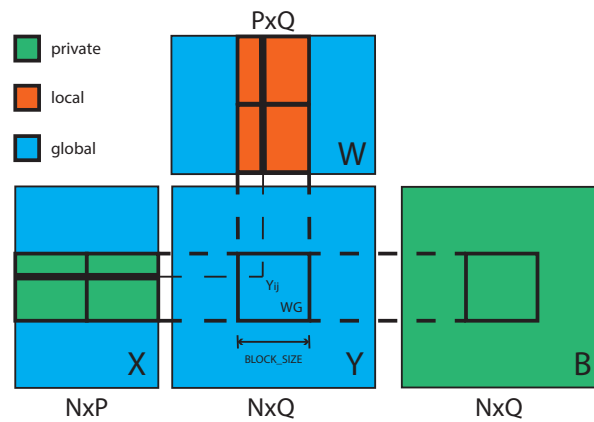 PxQ
private
local
global
W
Yij
WG
BLOCK_SIZE
X
Y
B
NxP
NxQ
NxQ